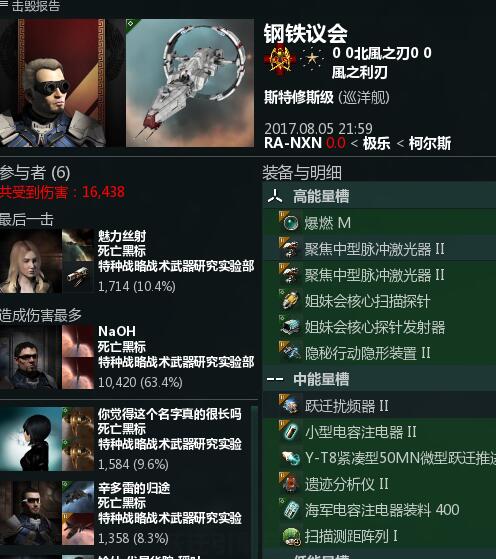 击毁报告
钢铁议会
0 0北風之刃0 0
風之利刃
斯特修斯级 (巡洋舰)
2017.08.05 21:59
RA-NXN 0.0 < 极乐 < 柯尔斯
参与者 (6)
共受到伤害：16,438
最后一击
魅力丝射
死亡黑标
特种战略战术武器研究实验部
1,714 (10.4%)
造成伤害最多
NaOH
死亡黑标
特种战略战术武器研究实验部
10,420 (63.4%)
你觉得这个名字真的很长吗
死亡黑标
特种战略战术武器研究实验
1,584 (9.6%)
辛多雷的归途
死亡黑标
特种战略战术武器研究实验
1,358 (8.3%)
装备与明细
高能量槽
爆燃 M
聚焦中型脉冲激光器 II
聚焦中型脉冲激光器 II
姐妹会核心扫描探针
姐妹会核心探针发射器
隐秘行动隐形装置 II
中能量槽
跃迁扰频器 II
小型电容注电器 II
Y-T8紧凑型50MN微型跃迁推进
遗迹分析仪 II
海军电容注电器装料 400
扫描测距阵列 I